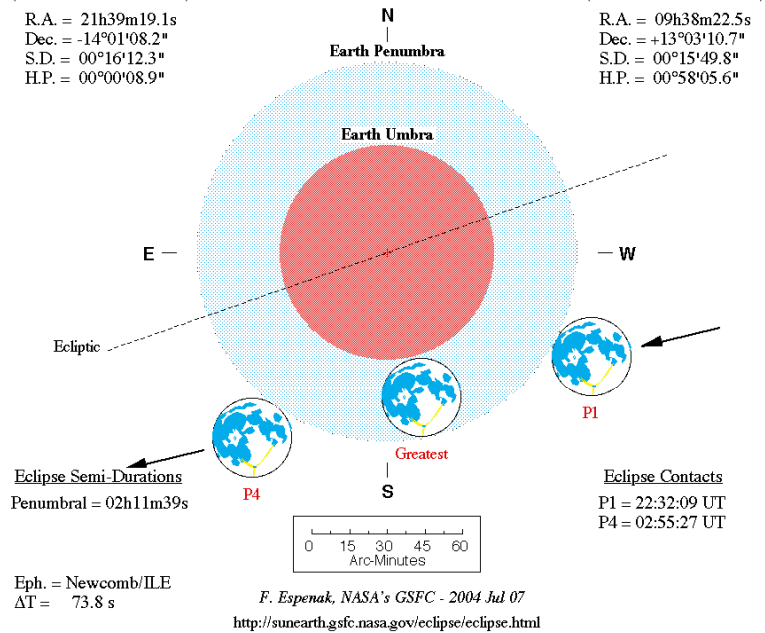 R.A. = 21h39m19.1s
Dec. = -14°01'08.2"
S.D. = 00°16'12.3"
H.P. = 00°00'08.9"
N
Earth Penumbra
R.A. = 09h38m22.5s
Dec. = +13°03'10.7"
S.D. = 00°15'49.8"
H.P. = 00°58'05.6"
Earth Umbra
E
W
Ecliptic
P1
Greatest
P4
S
Eclipse Semi-Durations
Penumbral = 02h11m39s
Eclipse Contacts
P1 = 22:32:09 UT
P4 = 02:55:27 UT
0 15 30 45 60
Arc-Minutes
Eph. = Newcomb/ILE
ΔT = 73.8 s
F. Espenak, NASA's GSFC - 2004 Jul 07
http://sunearth.gsfc.nasa.gov/eclipse/eclipse.html